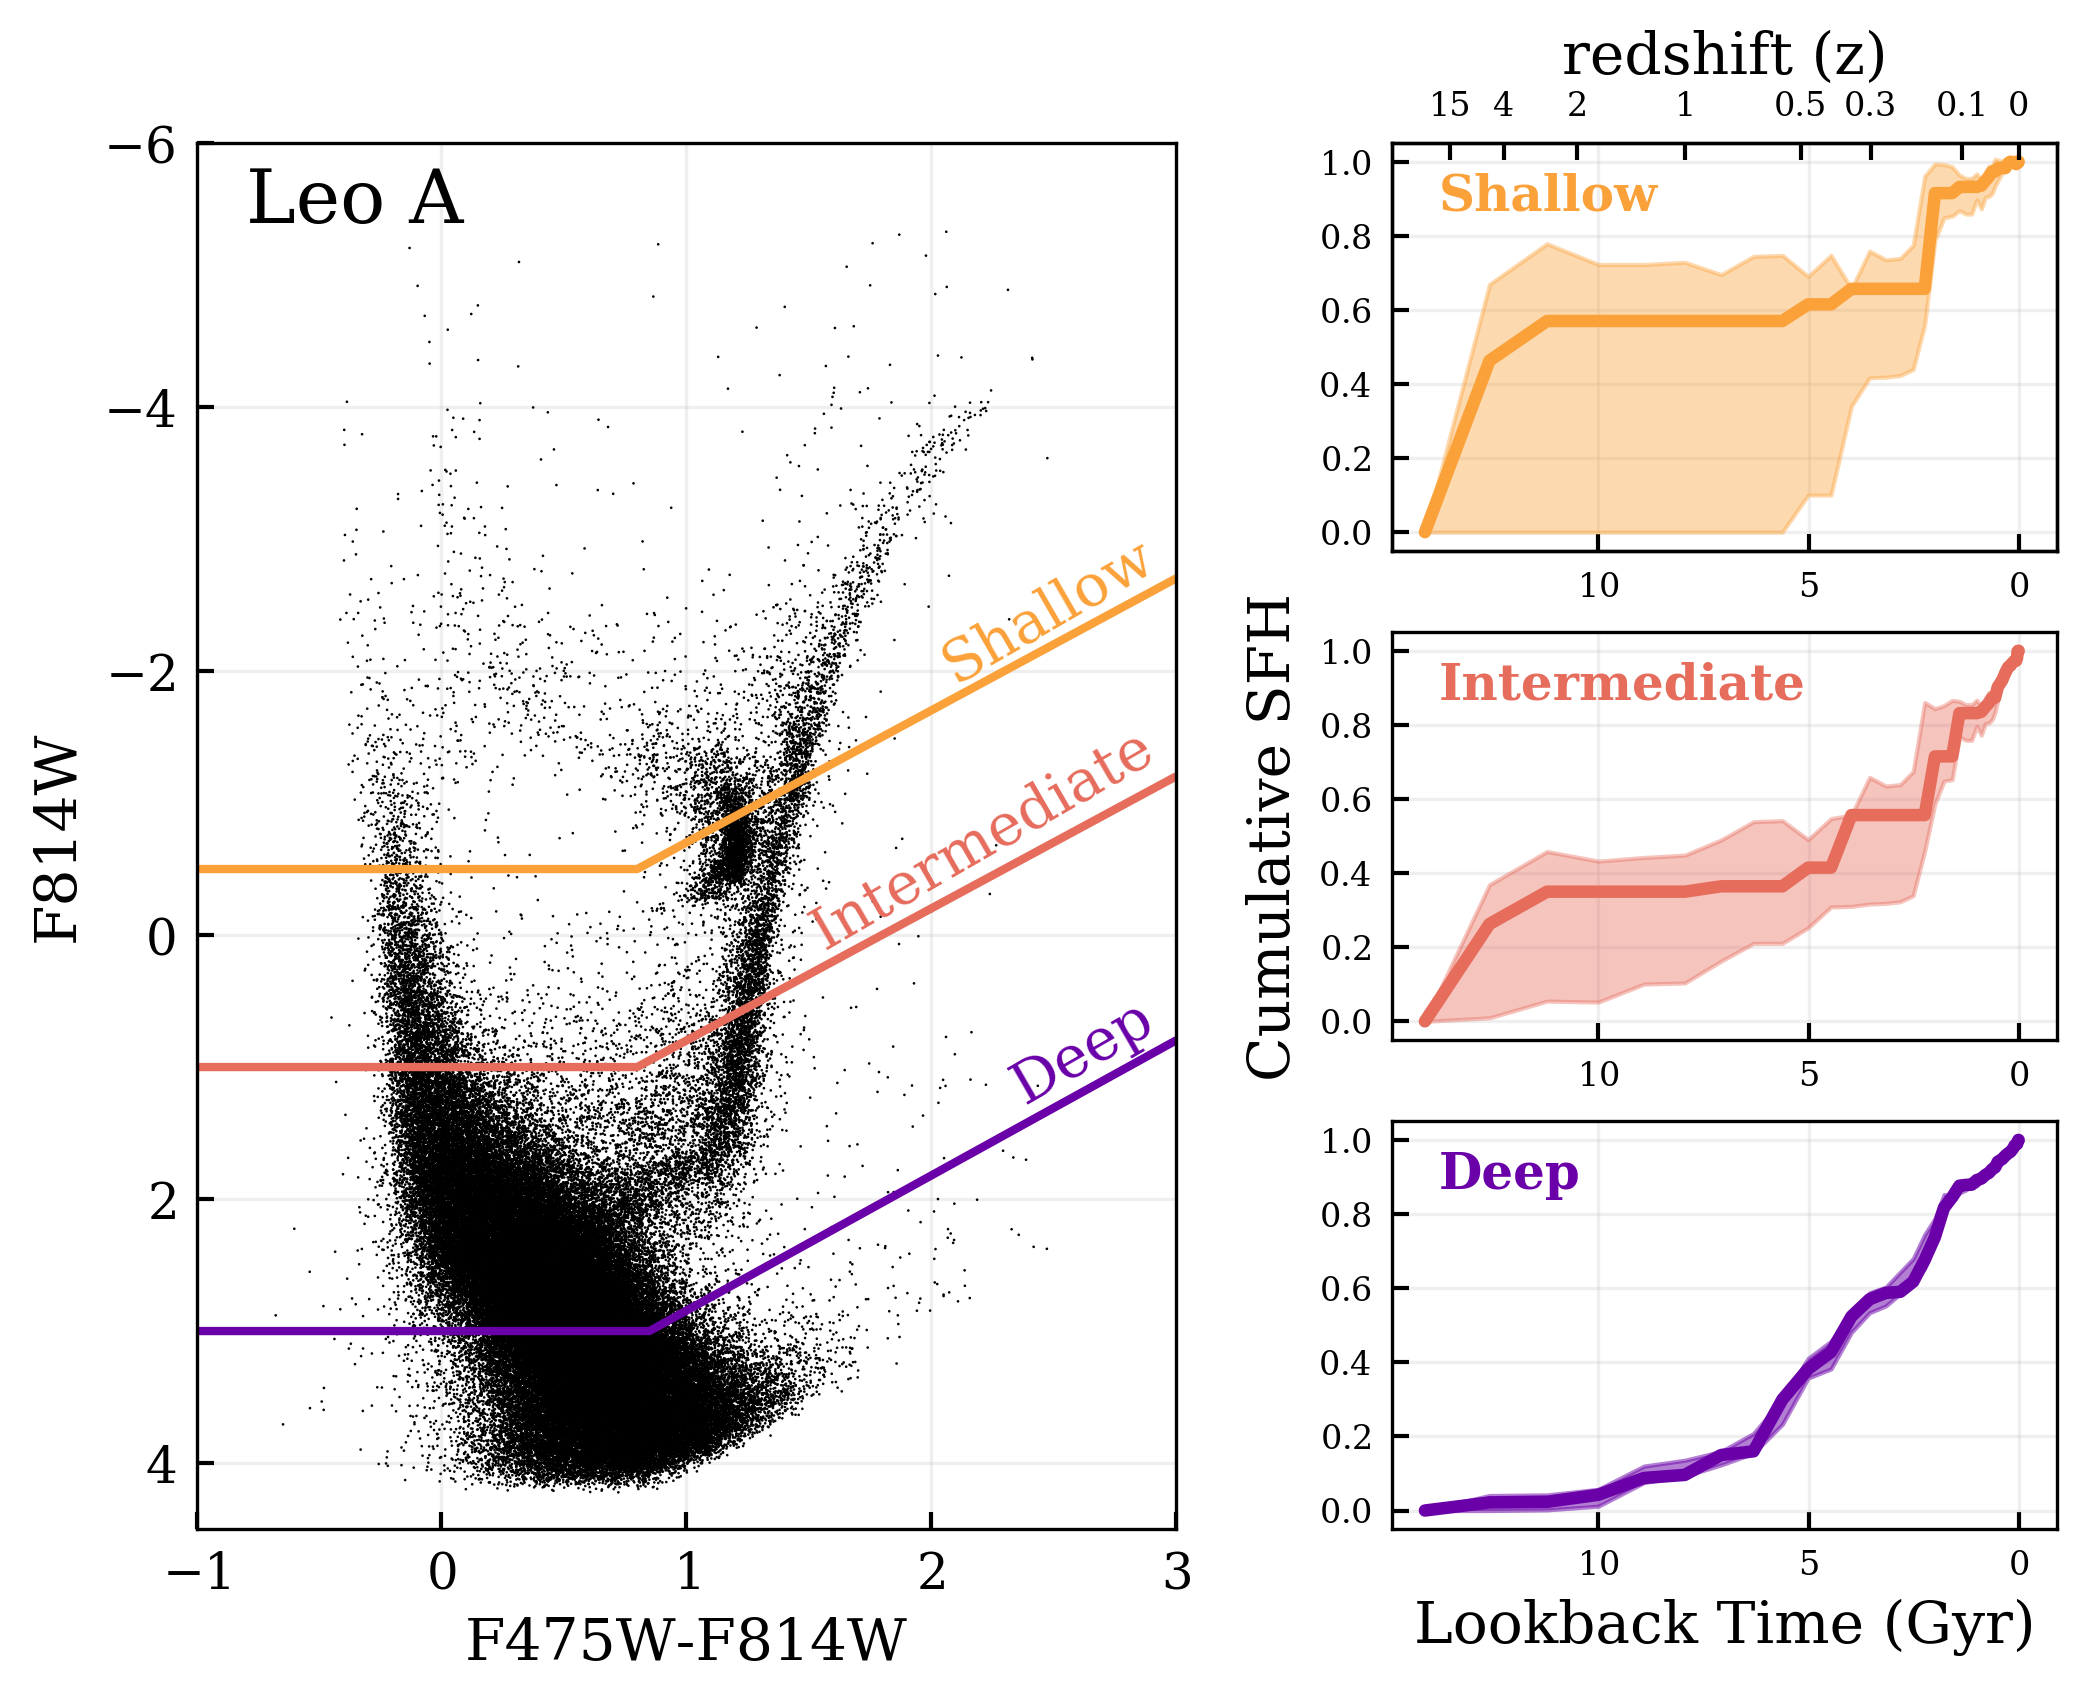 Leo A
−6
−4
−2
0
2
4
F814W
−1 0 1 2 3
F475W-F814W
Shallow
Intermediate
Deep
redshift (z)
15 4 2 1 0.5 0.3 0.1 0
Cumulative SFH
Shallow
1.0
0.8
0.6
0.4
0.2
0.0
10 5 0
Intermediate
1.0
0.8
0.6
0.4
0.2
0.0
10 5 0
Deep
1.0
0.8
0.6
0.4
0.2
0.0
10 5 0
Lookback Time (Gyr)